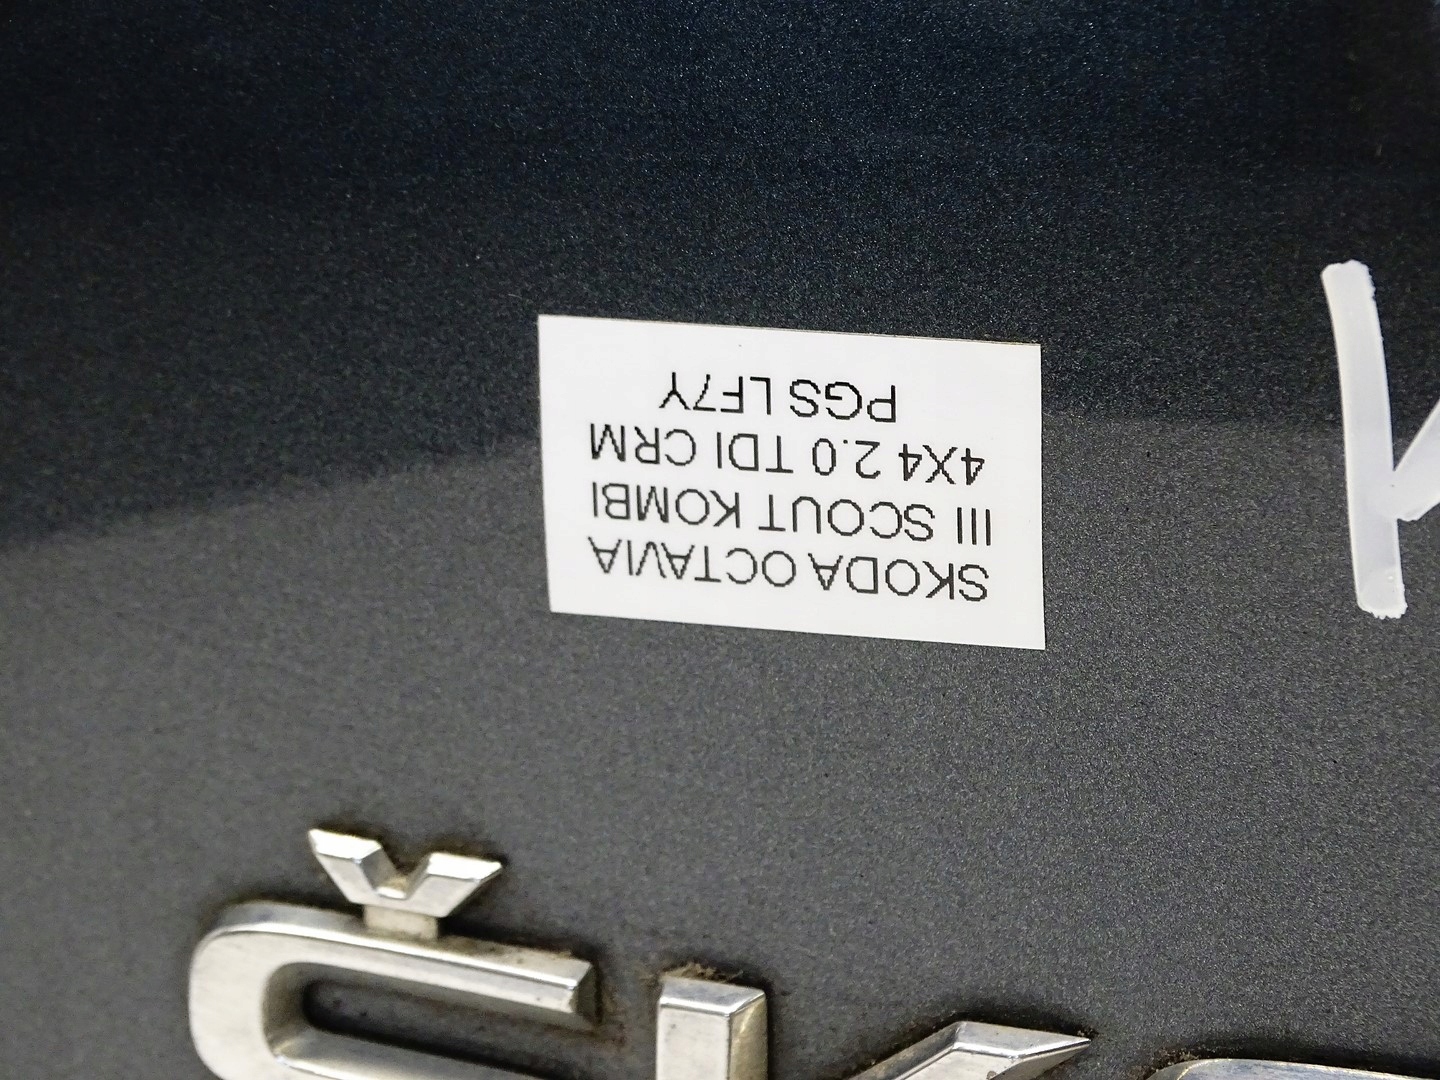 SKODA OCTAVIA
III SCOUT KOMBI
4X4 2.0 TDI CRM
PGS LF7Y